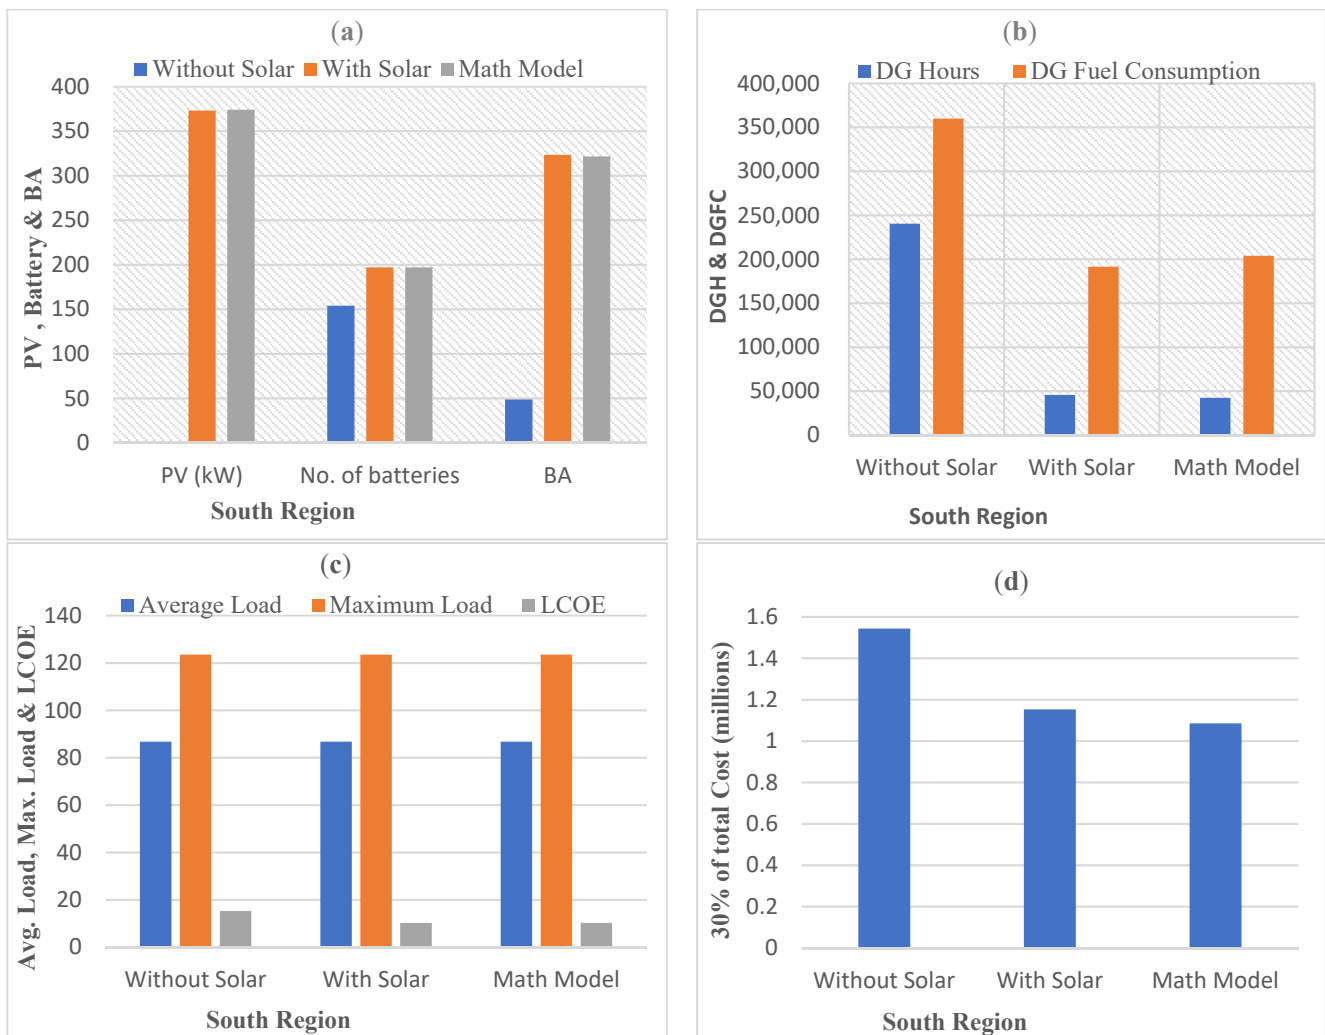 (a)
Without Solar With Solar Math Model
400
350
300
250
200
150
100
50
0
PV , Battery & BA
PV (kW) No. of batteries BA
South Region
(b)
DG Hours DG Fuel Consumption
400,000
350,000
300,000
250,000
200,000
150,000
100,000
50,000
0
DGH & DGFC
Without Solar With Solar Math Model
South Region
(c)
Average Load Maximum Load LCOE
140
120
100
80
60
40
20
0
Avg. Load, Max. Load & LCOE
Without Solar With Solar Math Model
South Region
(d)
1.6
1.4
1.2
1
0.8
0.6
0.4
0.2
0
30% of total Cost (millions)
Without Solar With Solar Math Model
South Region